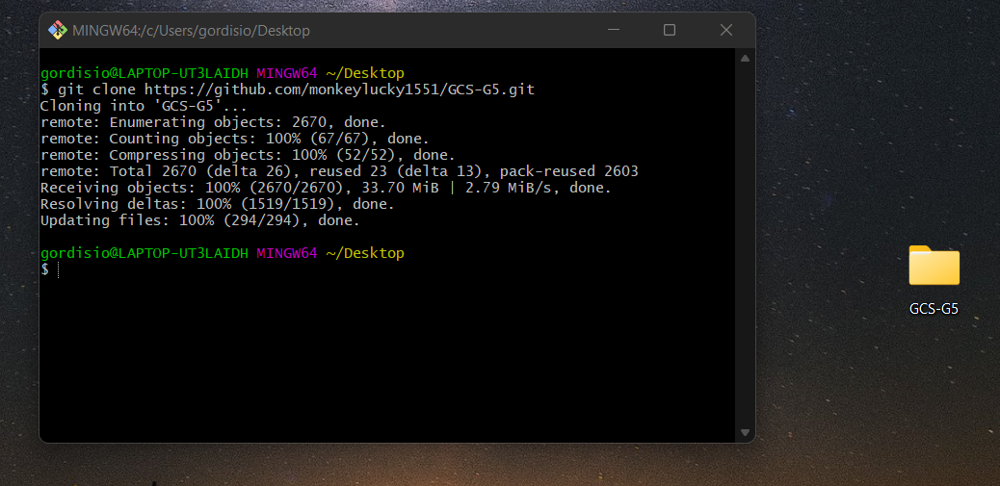 MINGW64:/c/Users/gordisio/Desktop
gordisio@LAPTOP-UT3LAIDH MINGW64 ~/Desktop
$ git clone https://github.com/monkeylucky1551/GCS-G5.git
Cloning into 'GCS-G5'...
remote: Enumerating objects: 2670, done.
remote: Counting objects: 100% (67/67), done.
remote: Compressing objects: 100% (52/52), done.
remote: Total 2670 (delta 26), reused 23 (delta 13), pack-reused 2603
Receiving objects: 100% (2670/2670), 33.70 MiB | 2.79 MiB/s, done.
Resolving deltas: 100% (1519/1519), done.
Updating files: 100% (294/294), done.
gordisio@LAPTOP-UT3LAIDH MINGW64 ~/Desktop
$
GCS-G5